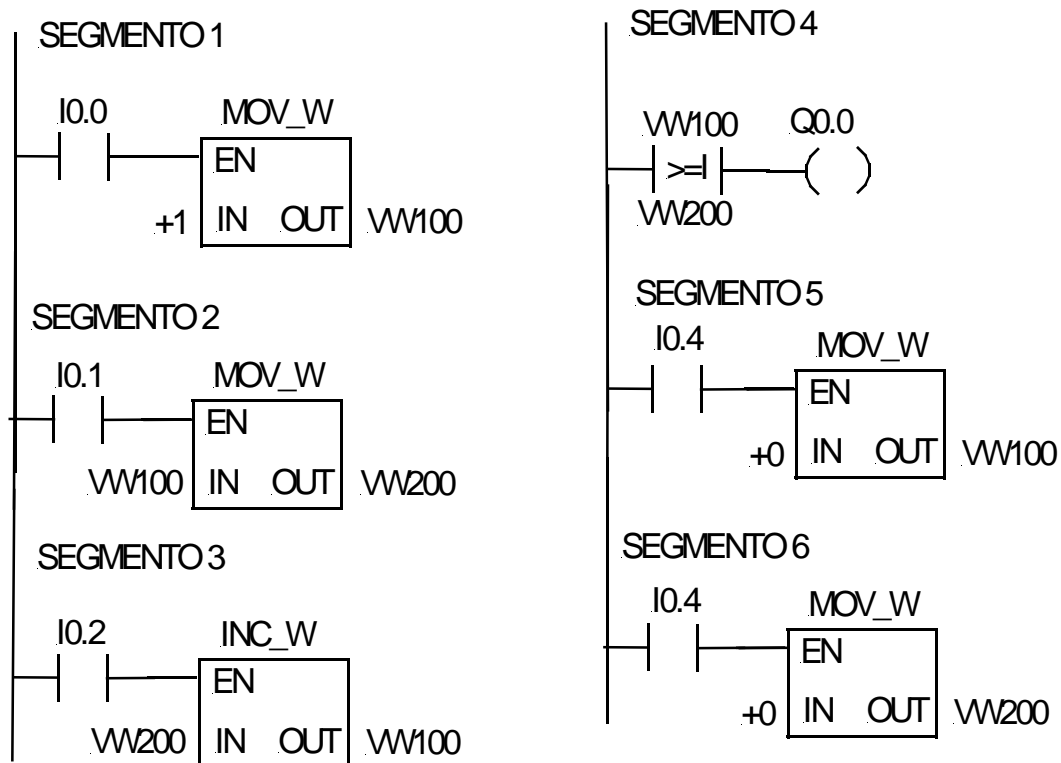 SEGMENTO 1
I0.0 MOV_W
EN
+1 IN OUT VW100
SEGMENTO 2
I0.1 MOV_W
EN
VW100 IN OUT VW200
SEGMENTO 3
I0.2 INC_W
EN
VW200 IN OUT VW100
SEGMENTO 4
VW100 Q0.0
>=I
VW200
SEGMENTO 5
I0.4 MOV_W
EN
+0 IN OUT VW100
SEGMENTO 6
I0.4 MOV_W
EN
+0 IN OUT VW200